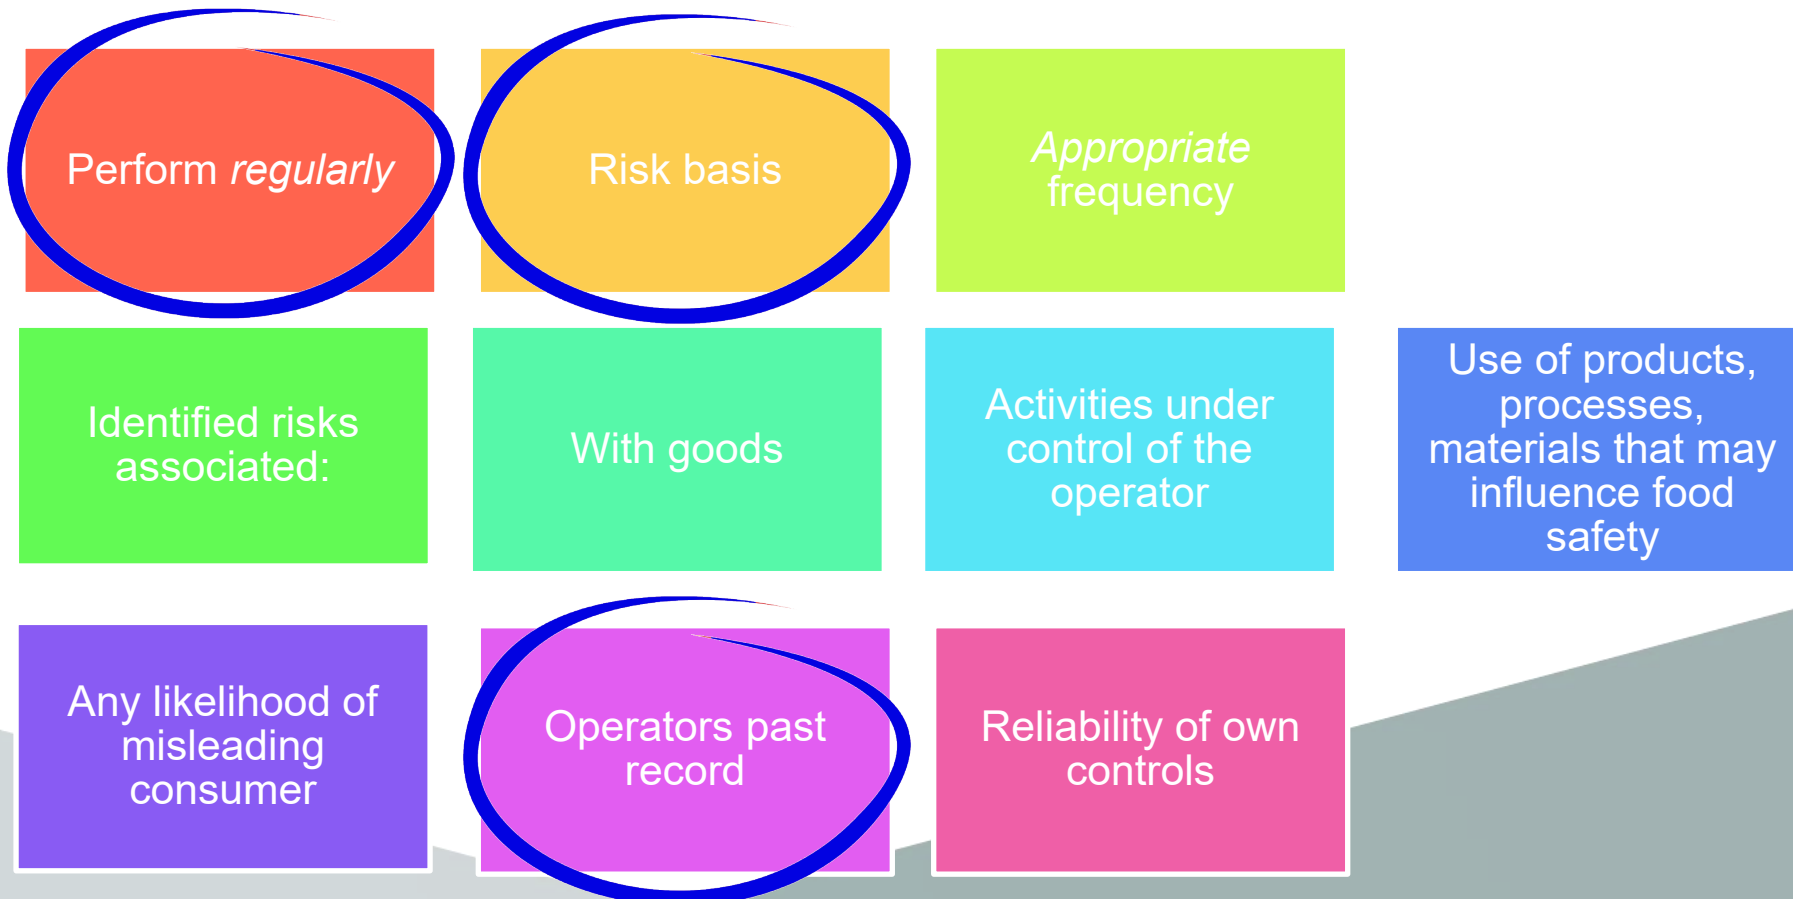 Perform regularly
Risk basis
Appropriate
frequency
Identified risks
associated:
With goods
Activities under
control of the
operator
Use of products,
processes,
materials that may
influence food
safety
Any likelihood of
misleading
consumer
Operators past
record
Reliability of own
controls